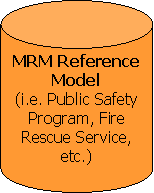 MRM Reference
Model
(i.e. Public Safety
Program, Fire
Rescue Service,
etc.)